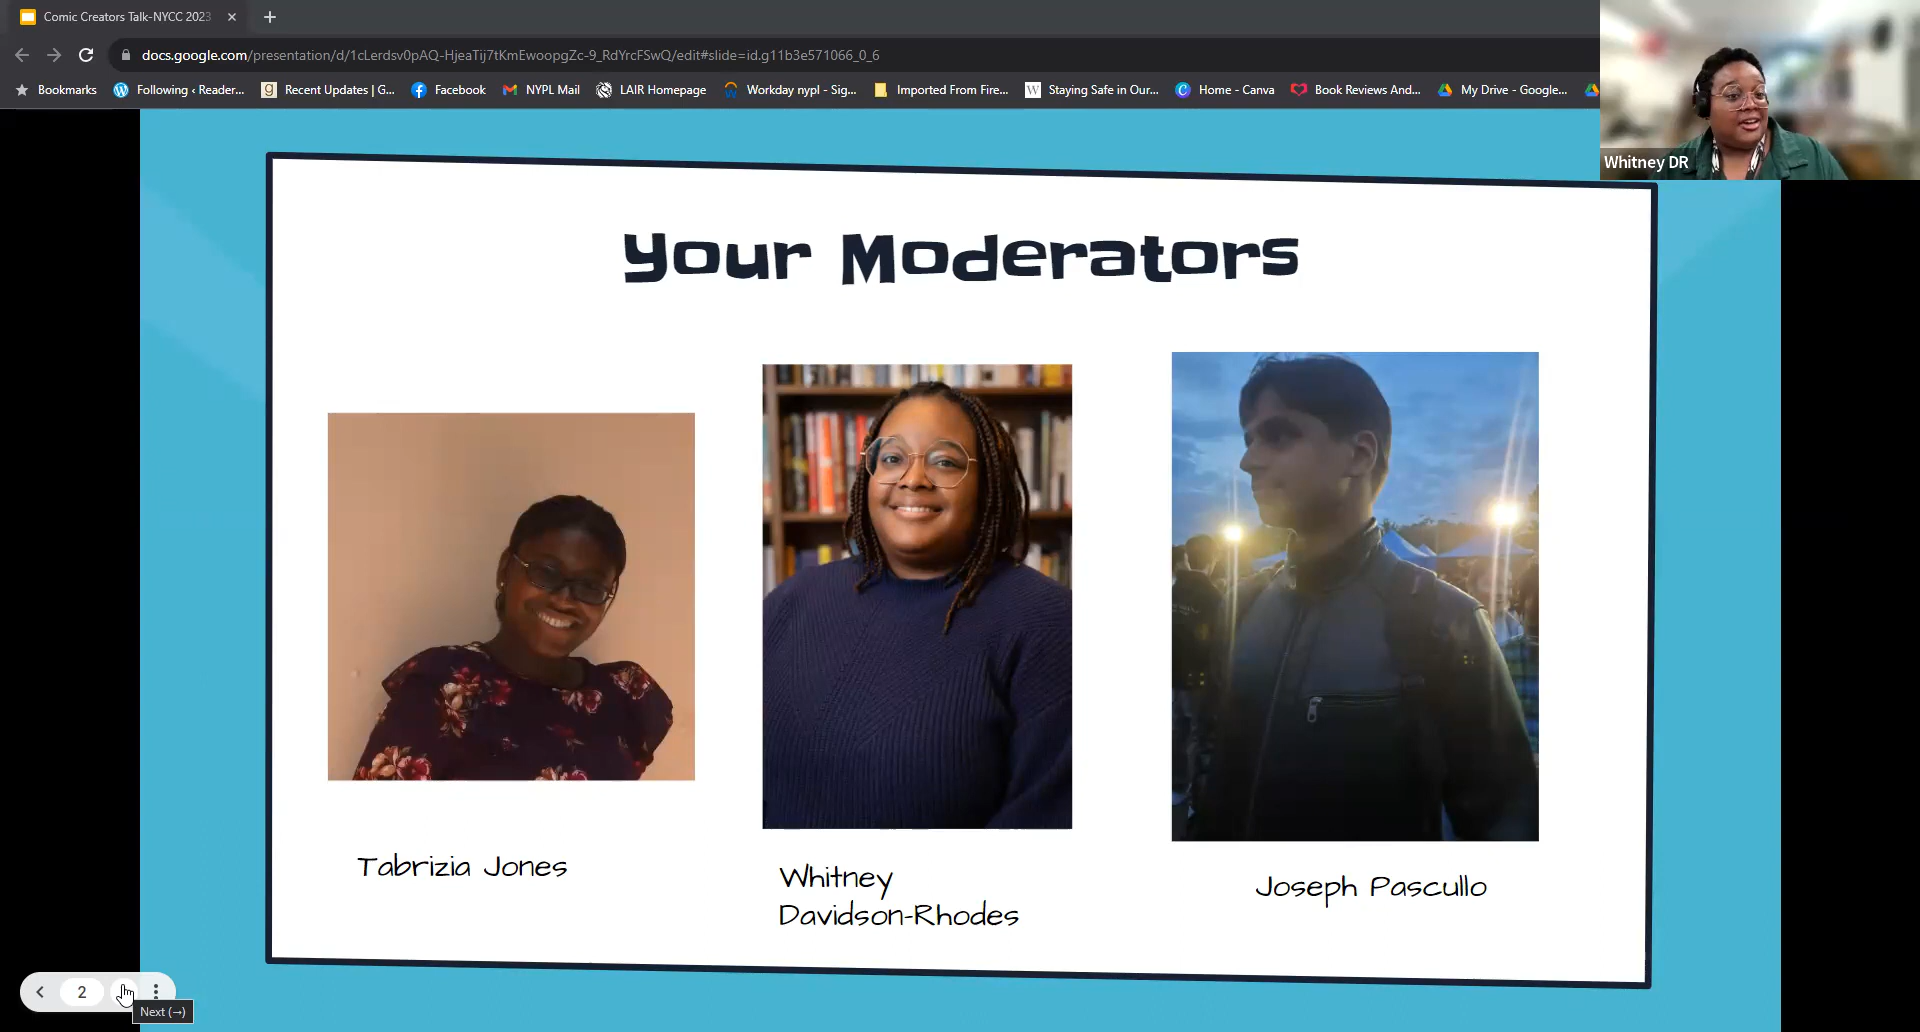 Comic Creators Talk-NYCC 2023
docs.google.com/presentation/d/1cLerdsv0pAQ-HjeaTij7tKmEwoopgZc-9_RdYrcFSwQ/edit#slide=id.g11b3e571066_0_6
Bookmarks Following ‹ Reader... Recent Updates | G... Facebook NYPL Mail LAIR Homepage Workday nypl - Sig... Imported From Fire... Staying Safe in Our... Home - Canva Book Reviews And... My Drive - Google...
Whitney DR
Your Moderators
Tabrizia Jones
Whitney
Davidson-Rhodes
Joseph Pascullo
2
Next (→)